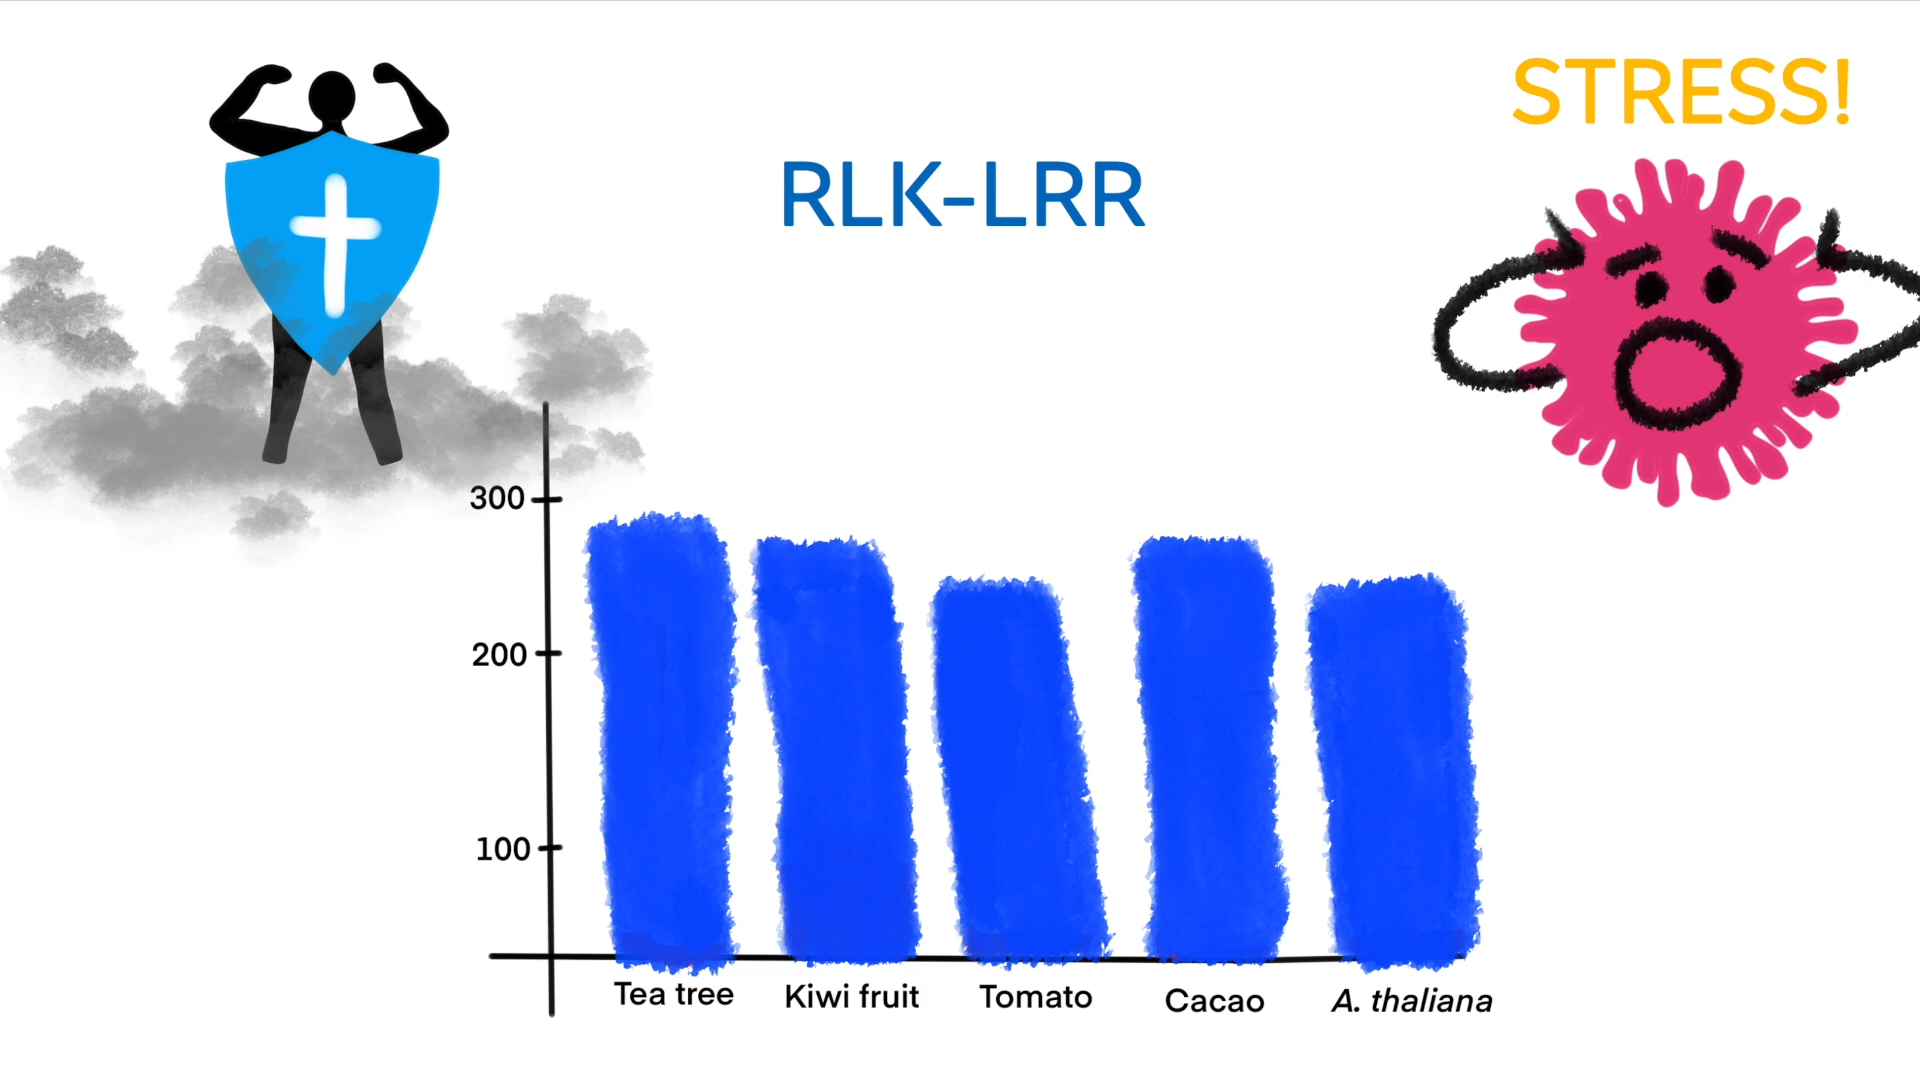 STRESS!
RLK-LRR
300
200
100
Tea tree Kiwi fruit Tomato Cacao A. thaliana